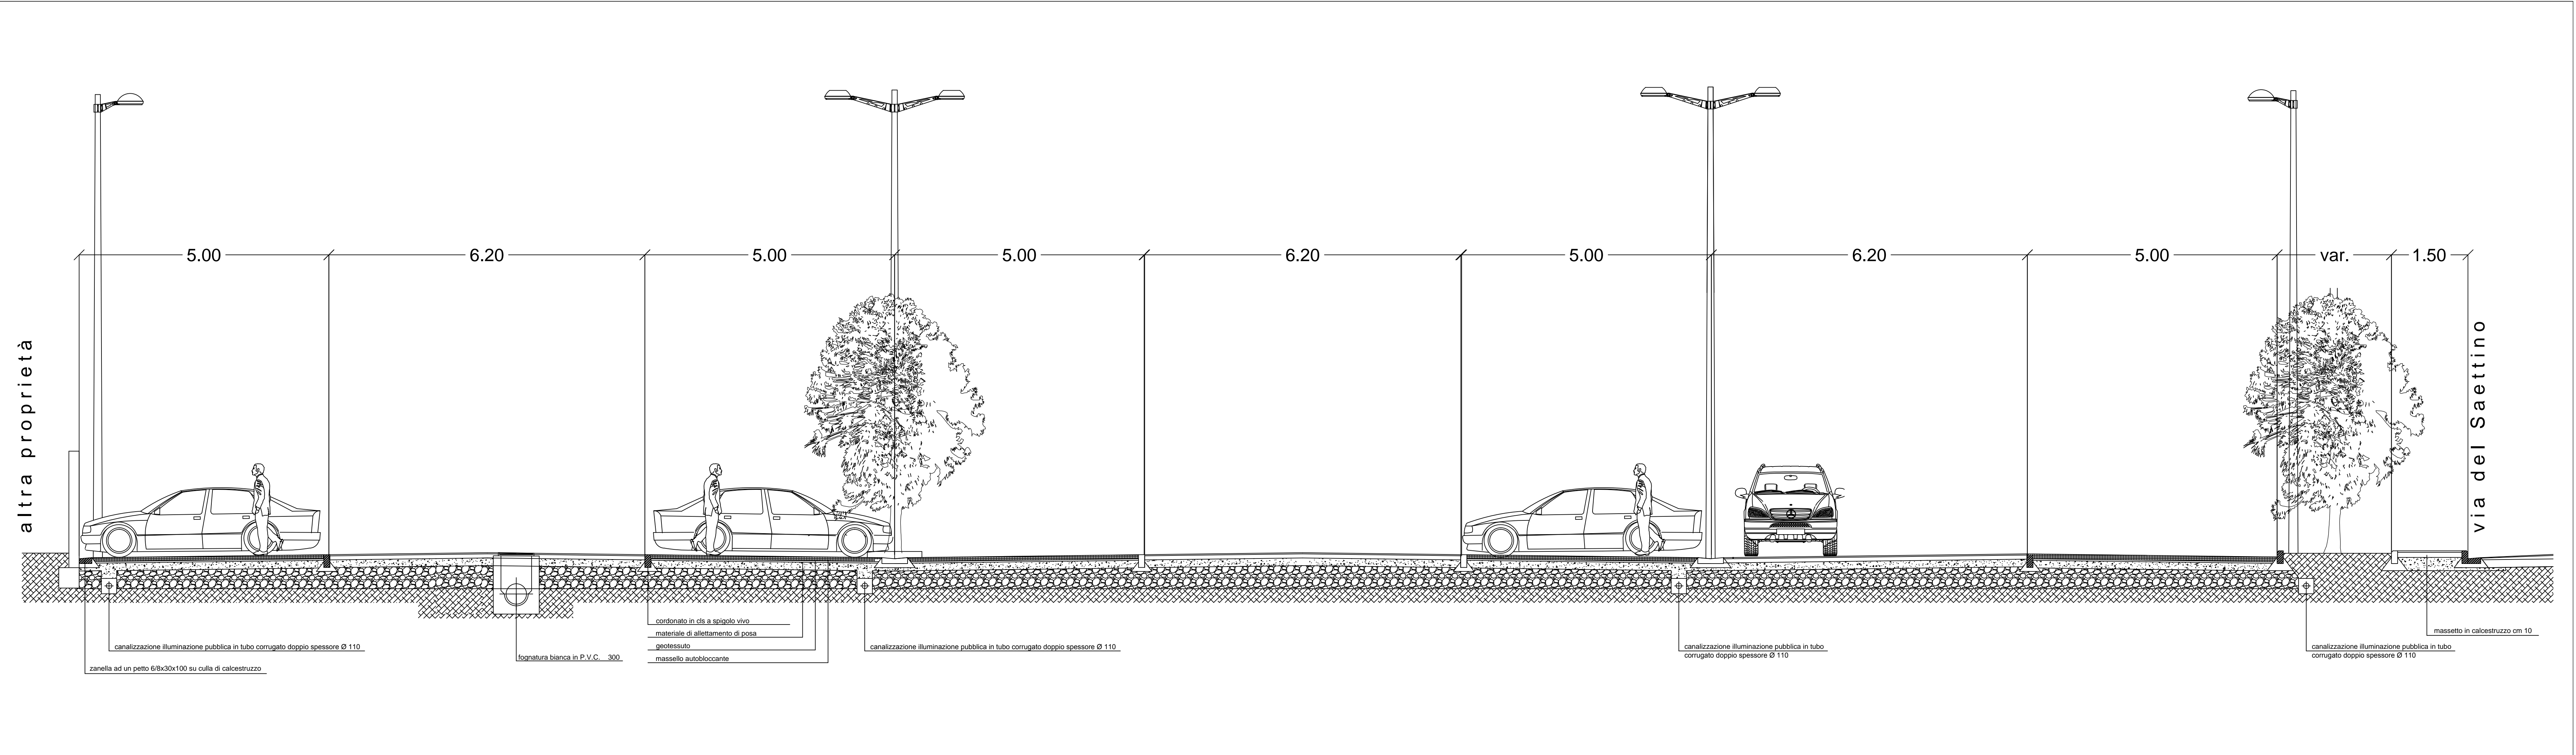 5.00
6.20
5.00
5.00
6.20
5.00
6.20
5.00
var.
1.50
altra proprietà
via del Saettino
cordonato in cls a spigolo vivo
materiale di allettamento di posa
geotessuto
massello autobloccante
canalizzazione illuminazione pubblica in tubo corrugato doppio spessore Ø 110
zanella ad un petto 6/8x30x100 su culla di calcestruzzo
fognatura bianca in P.V.C. 300
canalizzazione illuminazione pubblica in tubo corrugato doppio spessore Ø 110
canalizzazione illuminazione pubblica in tubo
corrugato doppio spessore Ø 110
massetto in calcestruzzo cm 10
canalizzazione illuminazione pubblica in tubo
corrugato doppio spessore Ø 110